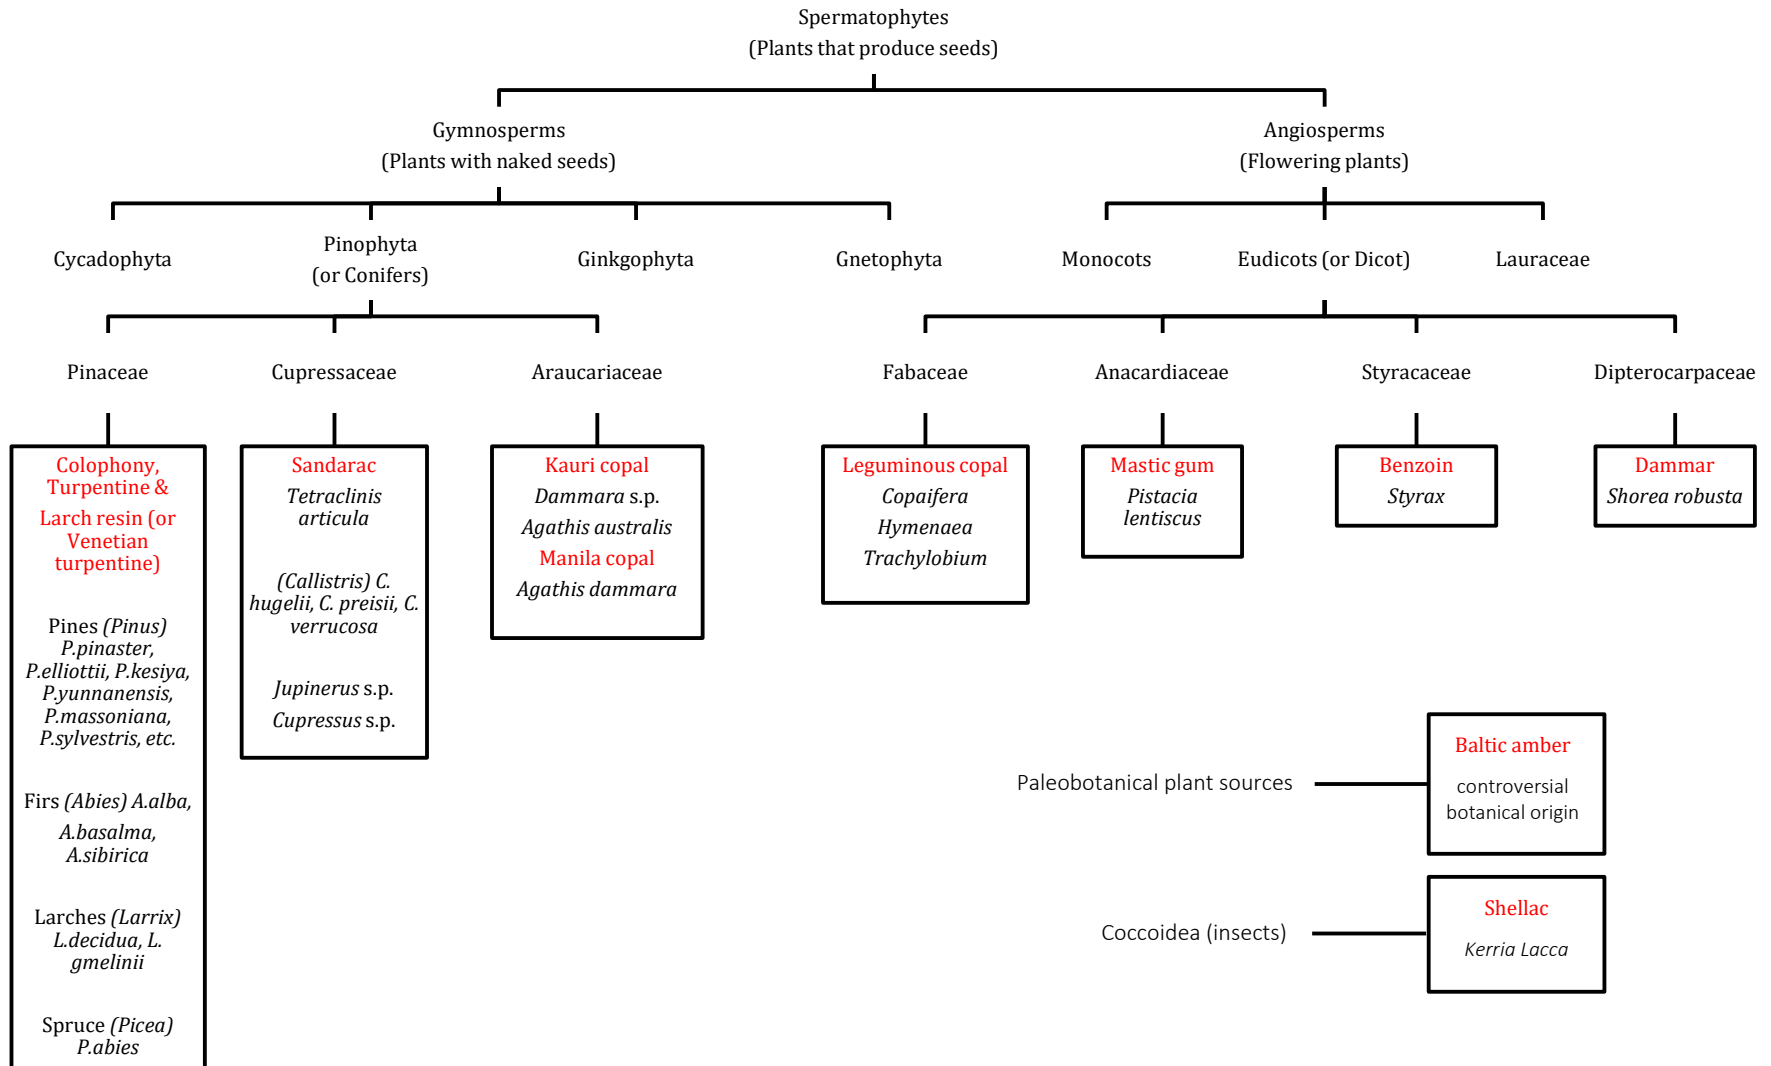 Spermatophytes
(Plants that produce seeds)
Gymnosperms
(Plants with naked seeds)
Angiosperms
(Flowering plants)
Cycadophyta
Pinophyta
(or Conifers)
Ginkgophyta
Gnetophyta
Monocots
Eudicots (or Dicot)
Lauraceae
Pinaceae
Cupressaceae
Araucariaceae
Fabaceae
Anacardiaceae
Styracaceae
Dipterocarpaceae
Colophony,
Turpentine &
Larch resin (or
Venetian
turpentine)
Pines (Pinus)
P.pinaster,
P.elliottii, P.kesiya,
P.yunnanensis,
P.massoniana,
P.sylvestris, etc.
Firs (Abies) A.alba,
A.basalma,
A.sibirica
Larches (Larrix)
L.decidua, L.
gmelinii
Spruce (Picea)
P.abies
Sandarac
Tetraclinis
articula
(Callistris) C.
hugelii, C. preisii, C.
verrucosa
Jupinerus s.p.
Cupressus s.p.
Kauri copal
Dammara s.p.
Agathis australis
Manila copal
Agathis dammara
Leguminous copal
Copaifera
Hymenaea
Trachylobium
Mastic gum
Pistacia
lentiscus
Benzoin
Styrax
Dammar
Shorea robusta
Paleobotanical plant sources
Baltic amber
controversial
botanical origin
Coccoidea (insects)
Shellac
Kerria Lacca